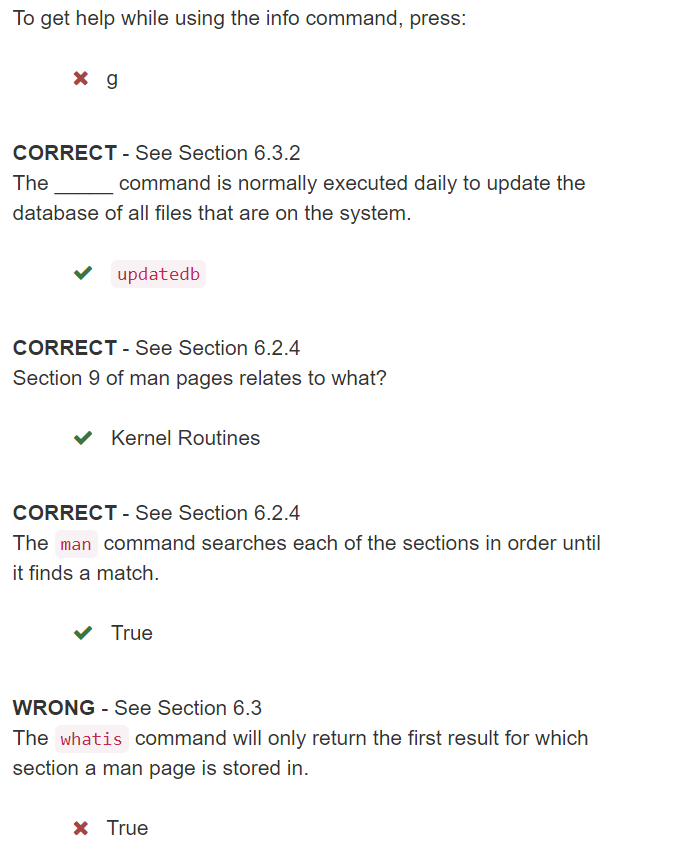 To get help while using the info command, press:
✖ g
CORRECT - See Section 6.3.2
The _____ command is normally executed daily to update the
database of all files that are on the system.
✔ updatedb
CORRECT - See Section 6.2.4
Section 9 of man pages relates to what?
✔ Kernel Routines
CORRECT - See Section 6.2.4
The man command searches each of the sections in order until
it finds a match.
✔ True
WRONG - See Section 6.3
The whatis command will only return the first result for which
section a man page is stored in.
✖ True